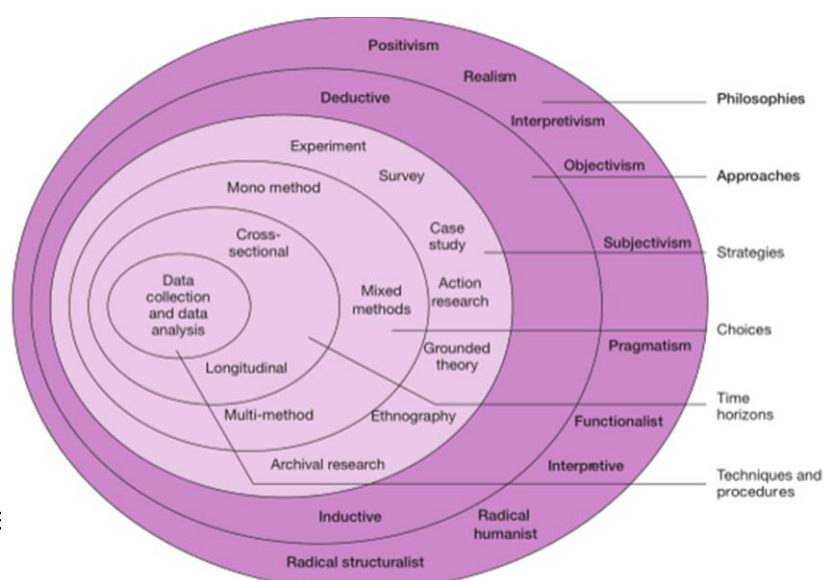 Positivism
Realism
Philosophies
Deductive
Interpretivism
Experiment
Objectivism
Survey
Approaches
Mono method
Case
study
Cross-
sectional
Subjectivism
Strategies
Data
collection
and data
analysis
Mixed
methods
Action
research
Choices
Pragmatism
Grounded
theory
Longitudinal
Time
horizons
Multi-method
Ethnography
Functionalist
Archival research
Interpretive
Techniques and
procedures
Inductive
Radical
humanist
Radical structuralist